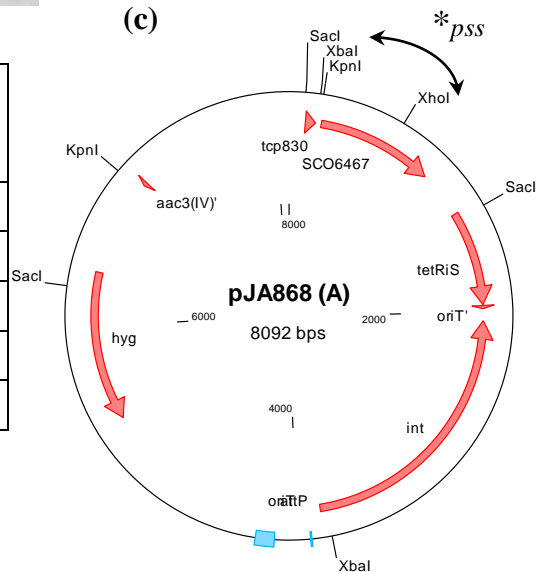 (c)
*pss
SacI
XbaI
KpnI
XhoI
KpnI
tcp830
SCO6467
SacI
aac3(IV)'
8000
tetRiS
SacI
pJA868 (A)
6000
2000
oriT'
8092 bps
hyg
4000
int
XbaI